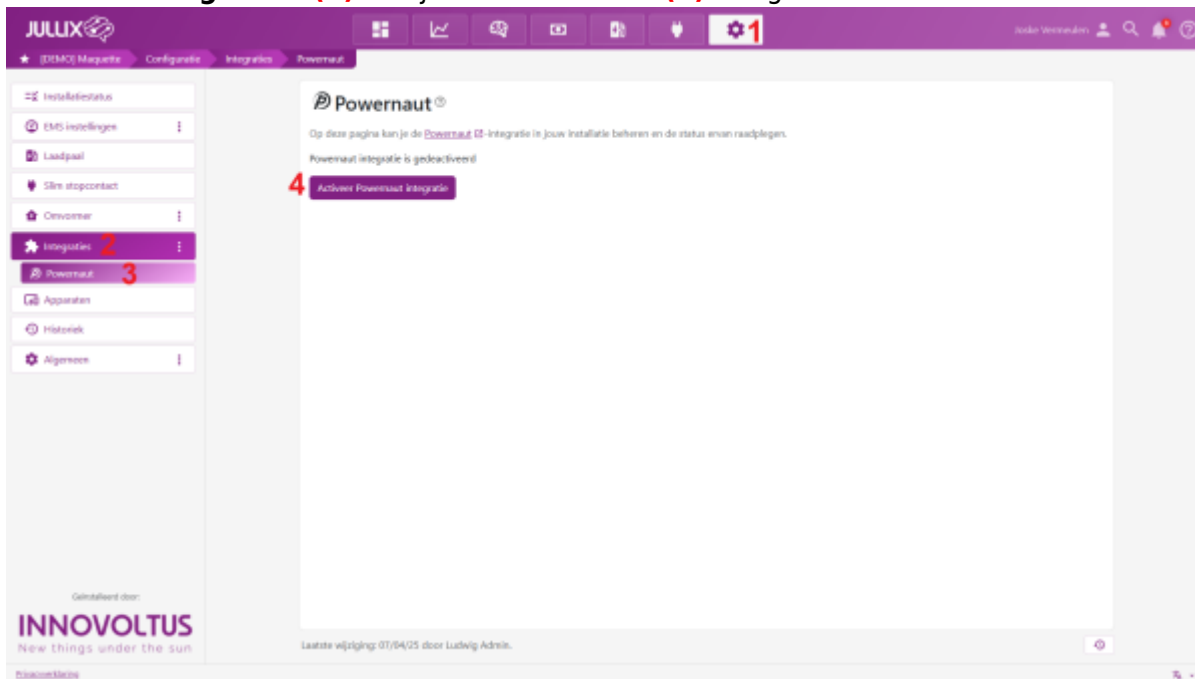 JULLIX
1
Joske Vermeulen
[DEMO] Maquette
Configuratie
Integraties
Powernaut
Installatiestatus
EMS instellingen
Laadpaal
Slim stopcontact
Omvormer
Integraties 2
Powernaut 3
Apparaten
Historiek
Algemeen
Powernaut
Op deze pagina kan je de Powernaut-integratie in jouw installatie beheren en de status ervan raadplegen.
Powernaut integratie is gedeactiveerd
4 Activeer Powernaut integratie
Geïnstalleerd door:
INNOVOLTUS
New things under the sun
Laatste wijziging: 07/04/25 door Ludwig Admin.
Privacyverklaring